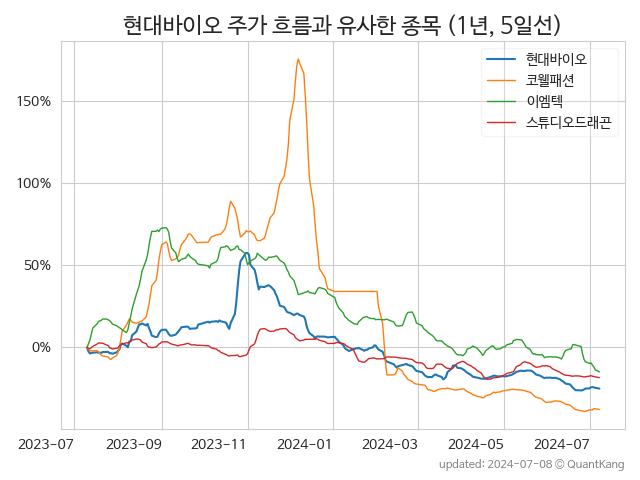 현대바이오 주가 흐름과 유사한 종목 (1년, 5일선)
현대바이오
코웰패션
이엠텍
스튜디오드래곤
150%
100%
50%
0%
2023-07 2023-09 2023-11 2024-01 2024-03 2024-05 2024-07
updated: 2024-07-08 © QuantKang